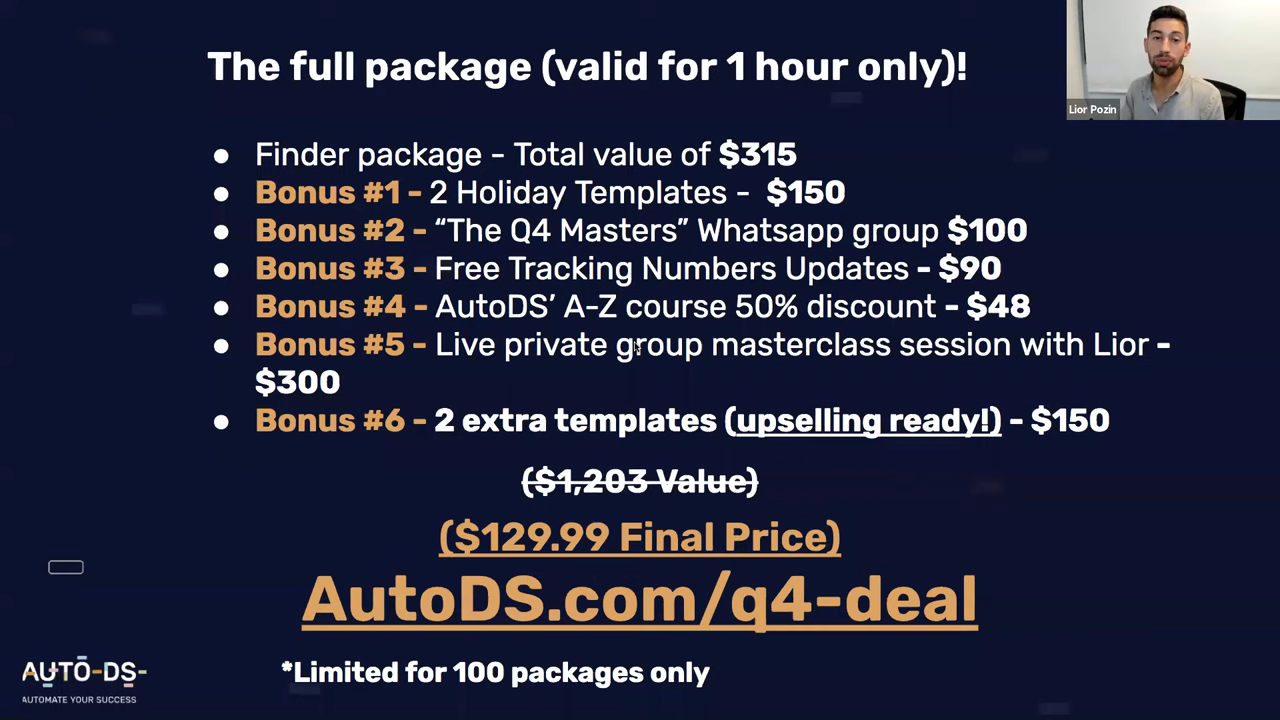 The full package (valid for 1 hour only)!
Lior Pozin
● Finder package - Total value of $315
● Bonus #1 - 2 Holiday Templates - $150
● Bonus #2 - “The Q4 Masters” Whatsapp group $100
● Bonus #3 - Free Tracking Numbers Updates - $90
● Bonus #4 - AutoDS’ A-Z course 50% discount - $48
● Bonus #5 - Live private group masterclass session with Lior -
$300
● Bonus #6 - 2 extra templates (upselling ready!) - $150
($1,203 Value)
($129.99 Final Price)
AutoDS.com/q4-deal
*Limited for 100 packages only
AUTO-DS-
AUTOMATE YOUR SUCCESS